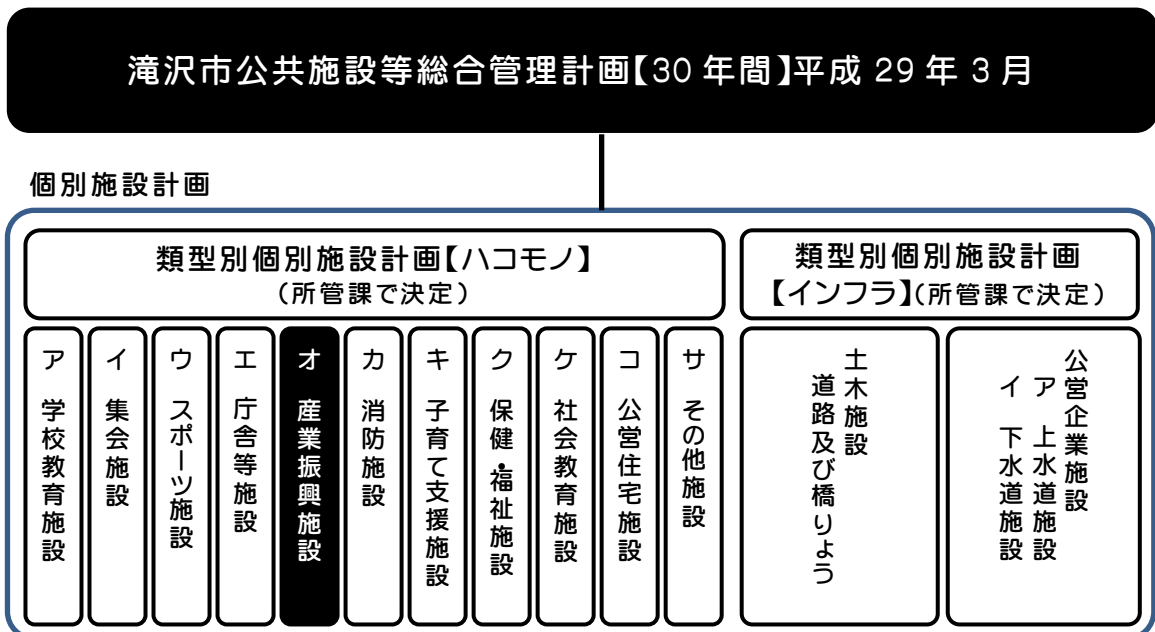 滝沢市公共施設等総合管理計画【30年間】平成 29 年 3 月
個別施設計画
類型別個別施設計画【ハコモノ】
(所管課で決定)
類型別個別施設計画
【インフラ】(所管課で決定)
ア 学校教育施設
イ 集会施設
ウ スポーツ施設
エ 庁舎等施設
オ 産業振興施設
カ 消防施設
キ 子育て支援施設
ク 保健・福祉施設
ケ 社会教育施設
コ 公営住宅施設
サ その他施設
土木施設
道路及び橋りょう
公営企業施設
ア 上水道施設
イ 下水道施設